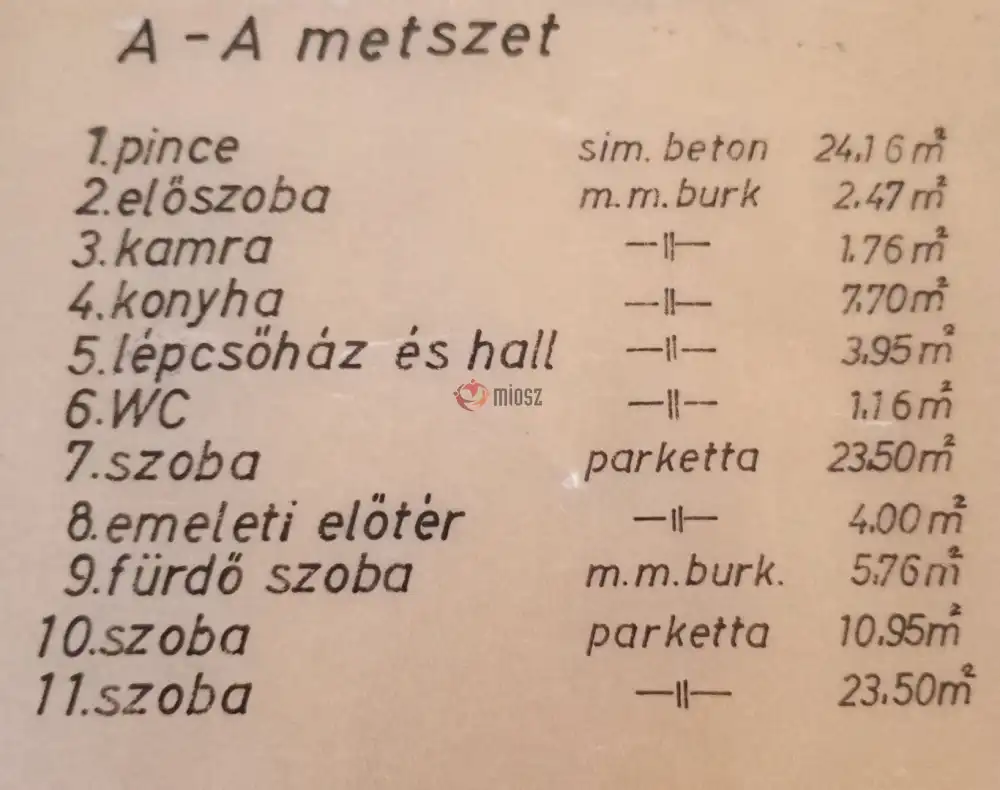 A - A metszet
1. pince sim. beton 24.16 m²
2. előszoba m.m. burk 2.47 m²
3. kamra —||— 1.76 m²
4. konyha —||— 7.70 m²
5. lépcsőház és hall —||— 3.95 m²
miosz
6. WC —||— 1.16 m²
7. szoba parketta 23.50 m²
8. emeleti előtér —||— 4.00 m²
9. fürdő szoba m.m. burk. 5.76 m²
10. szoba parketta 10.95 m²
11. szoba —||— 23.50 m²